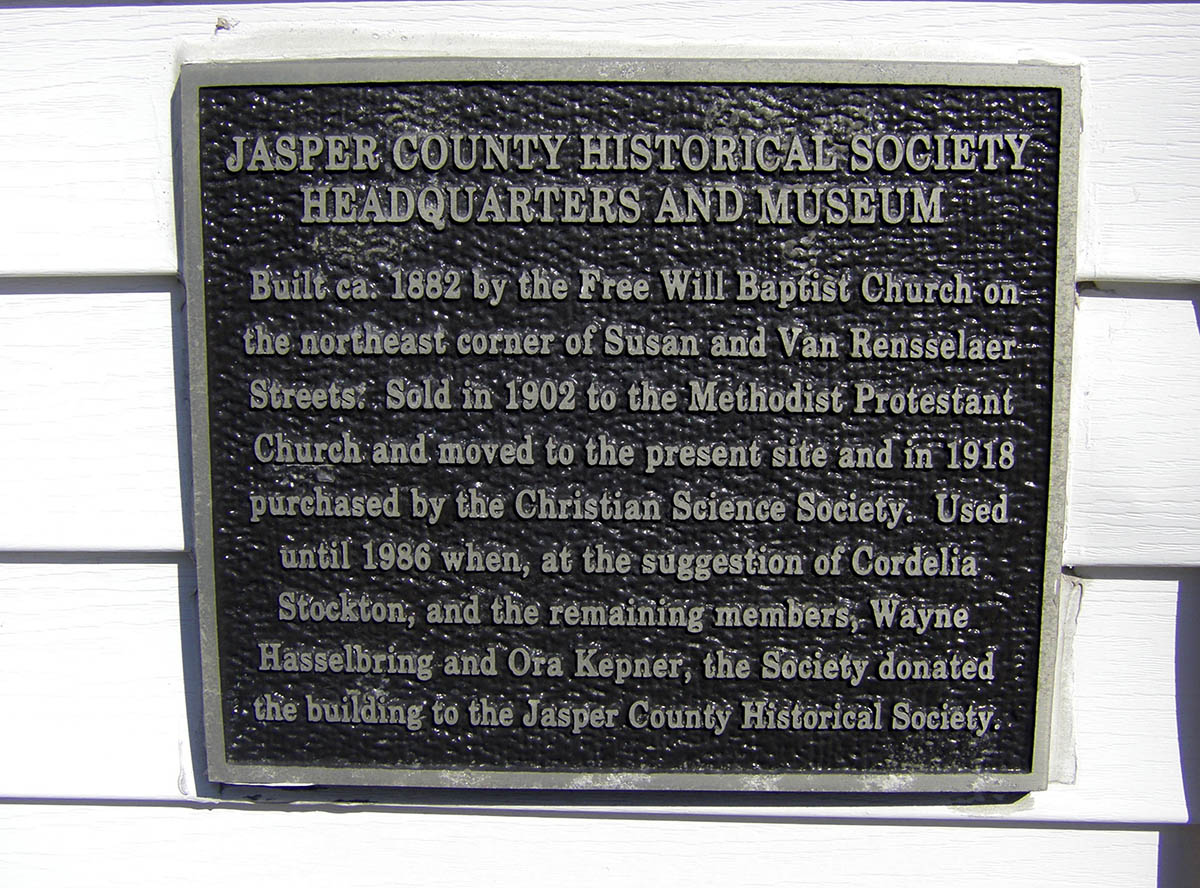 JASPER COUNTY HISTORICAL SOCIETY
HEADQUARTERS AND MUSEUM
Built ca. 1882 by the Free Will Baptist Church on
the northeast corner of Susan and Van Rensselaer
Streets. Sold in 1902 to the Methodist Protestant
Church and moved to the present site and in 1918
purchased by the Christian Science Society. Used
until 1986 when, at the suggestion of Cordelia
Stockton, and the remaining members, Wayne
Hasselbring and Ora Kepner, the Society donated
the building to the Jasper County Historical Society.